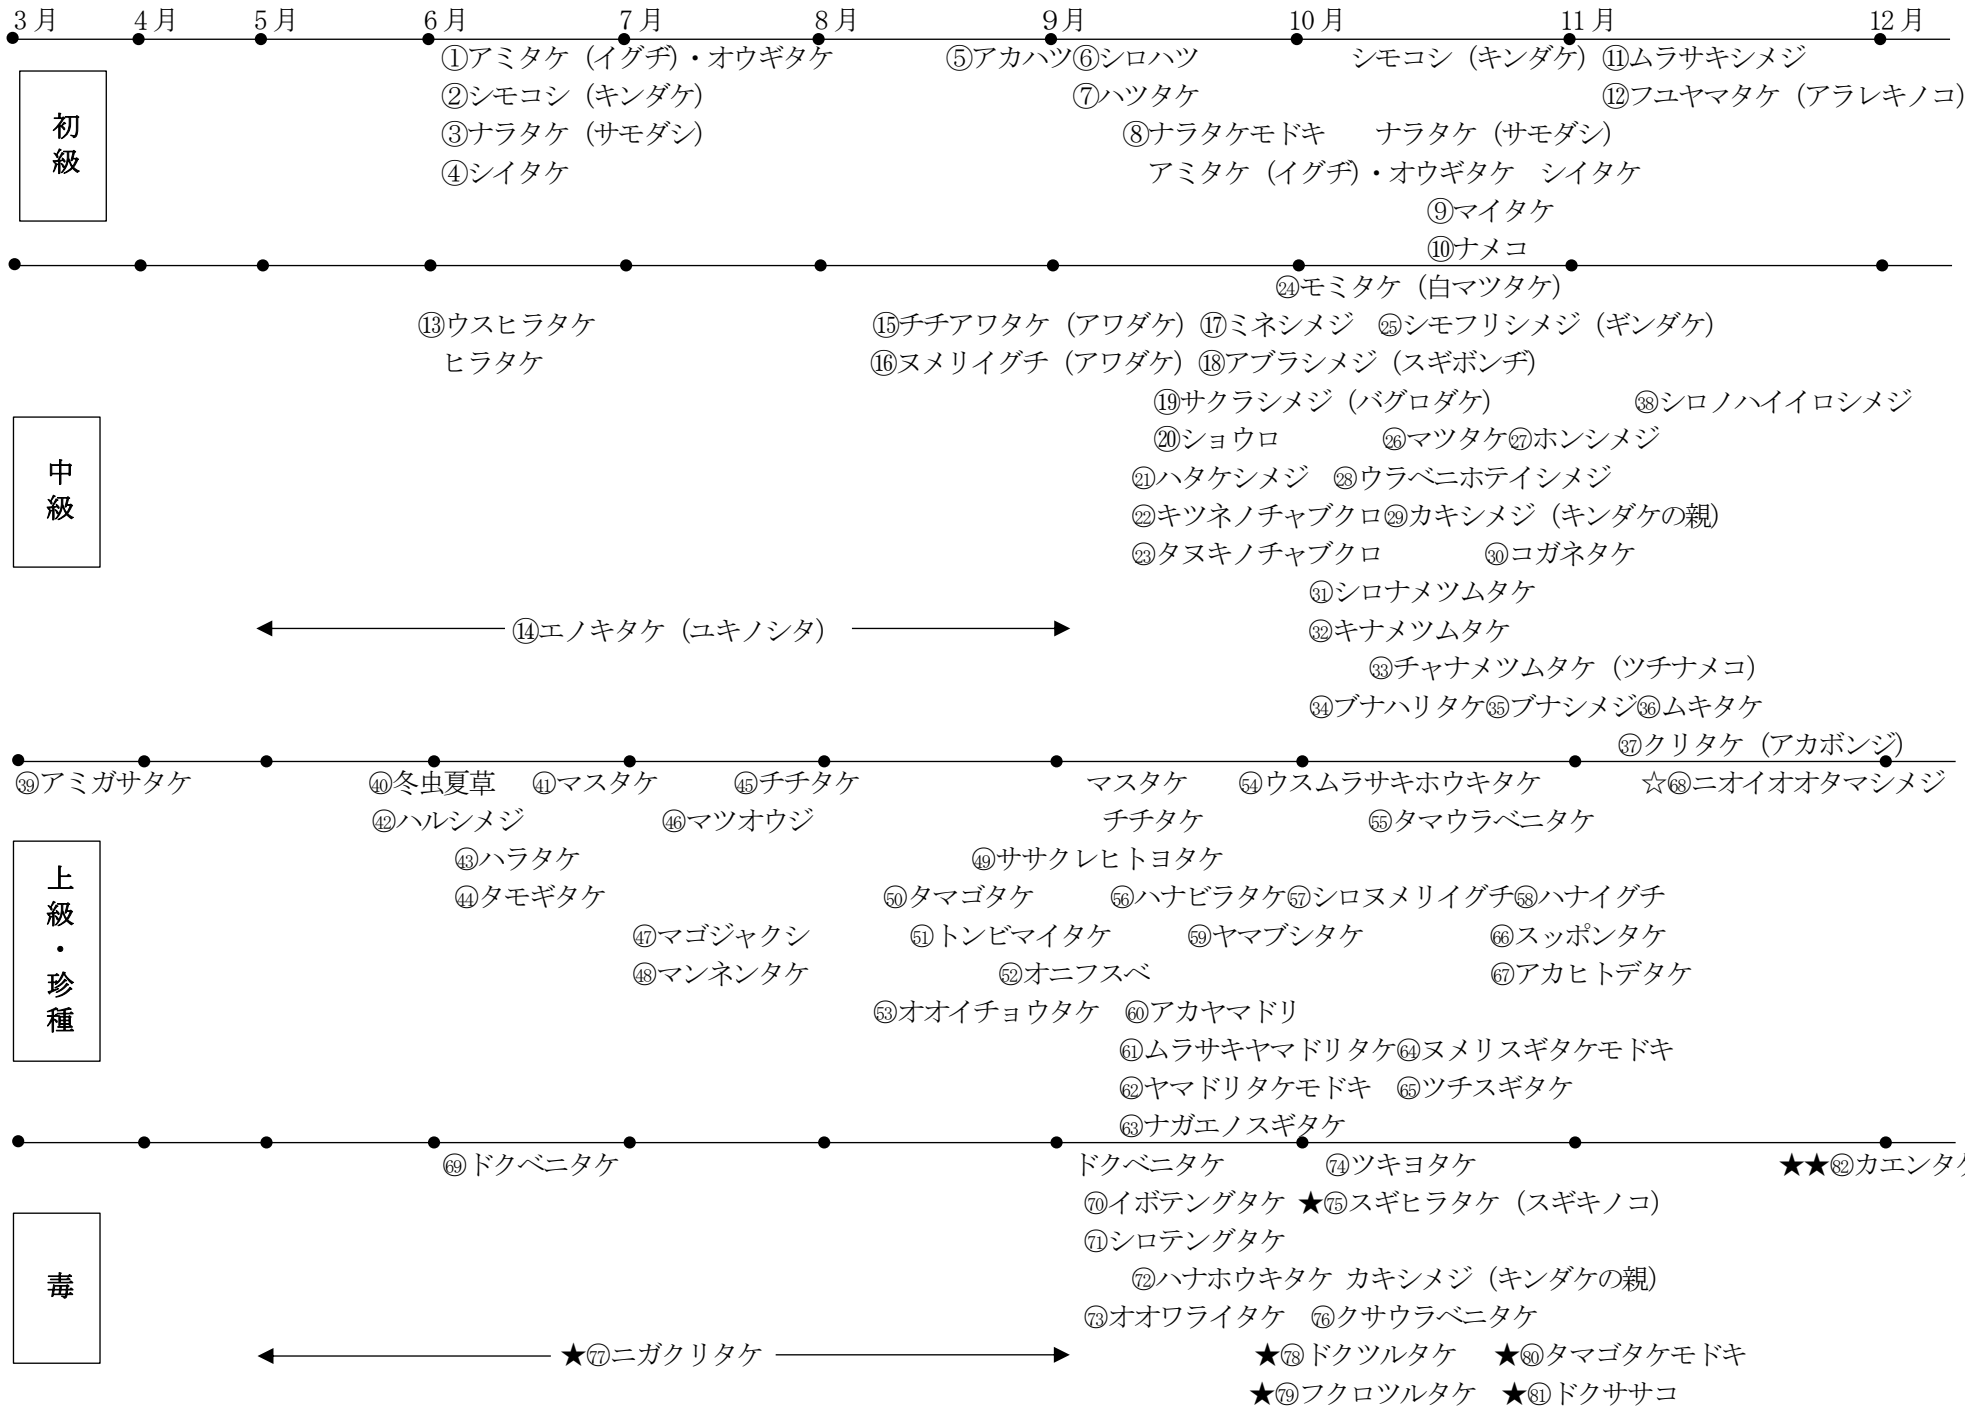 3月 4月 5月 6月 7月 8月 9月 10月 11月 12月
①アミタケ（イグヂ）・オウギタケ ⑤アカハツ⑥シロハツ シモコシ（キンダケ）⑪ムラサキシメジ
②シモコシ（キンダケ） ⑦ハツタケ ⑫フユヤマタケ（アラレキノコ）
初級
③ナラタケ（サモダシ） ⑧ナラタケモドキ ナラタケ（サモダシ）
④シイタケ アミタケ（イグヂ）・オウギタケ シイタケ
⑨マイタケ
⑩ナメコ
㉔モミタケ（白マツタケ）
⑬ウスヒラタケ ⑮チチアワタケ（アワダケ）⑰ミネシメジ ㉕シモフリシメジ（ギンダケ）
ヒラタケ ⑯ヌメリイグチ（アワダケ）⑱アブラシメジ（スギボンヂ）
⑲サクラシメジ（バグロダケ） ㊳シロノハイイロシメジ
⑳ショウロ ㉖マツタケ㉗ホンシメジ
中級
㉑ハタケシメジ ㉘ウラベニホテイシメジ
㉒キツネノチャブクロ㉙カキシメジ（キンダケの親）
㉓タヌキノチャブクロ ㉚コガネタケ
㉛シロナメツムタケ
⑭エノキタケ（ユキノシタ） ㉜キナメツムタケ
㉝チャナメツムタケ（ツチナメコ）
㉞ブナハリタケ㉟ブナシメジ㊱ムキタケ
㊲クリタケ（アカボンジ）
㊴アミガサタケ ㊵冬虫夏草 ㊶マスタケ ㊺チチタケ マスタケ 54ウスムラサキホウキタケ ☆68ニオイオオタマシメジ
㊷ハルシメジ ㊻マツオウジ チチタケ 55タマウラベニタケ
㊸ハラタケ ㊾ササクレヒトヨタケ
上級・珍種
㊹タモギタケ ㊿タマゴタケ 56ハナビラタケ57シロヌメリイグチ58ハナイグチ
㊼マゴジャクシ 51トンビマイタケ 59ヤマブシタケ 66スッポンタケ
㊽マンネンタケ 52オニフスベ 67アカヒトデタケ
53オオイチョウタケ 60アカヤマドリ
61ムラサキヤマドリタケ64ヌメリスギタケモドキ
62ヤマドリタケモドキ 65ツチスギタケ
63ナガエノスギタケ
69ドクベニタケ ドクベニタケ 74ツキヨタケ ★★82カエンタケ
70イボテングタケ ★75スギヒラタケ（スギキノコ）
71シロテングタケ
毒
72ハナホウキタケ カキシメジ（キンダケの親）
73オオワライタケ 76クサウラベニタケ
★77ニガクリタケ ★78ドクツルタケ ★80タマゴタケモドキ
★79フクロツルタケ ★81ドクササコ